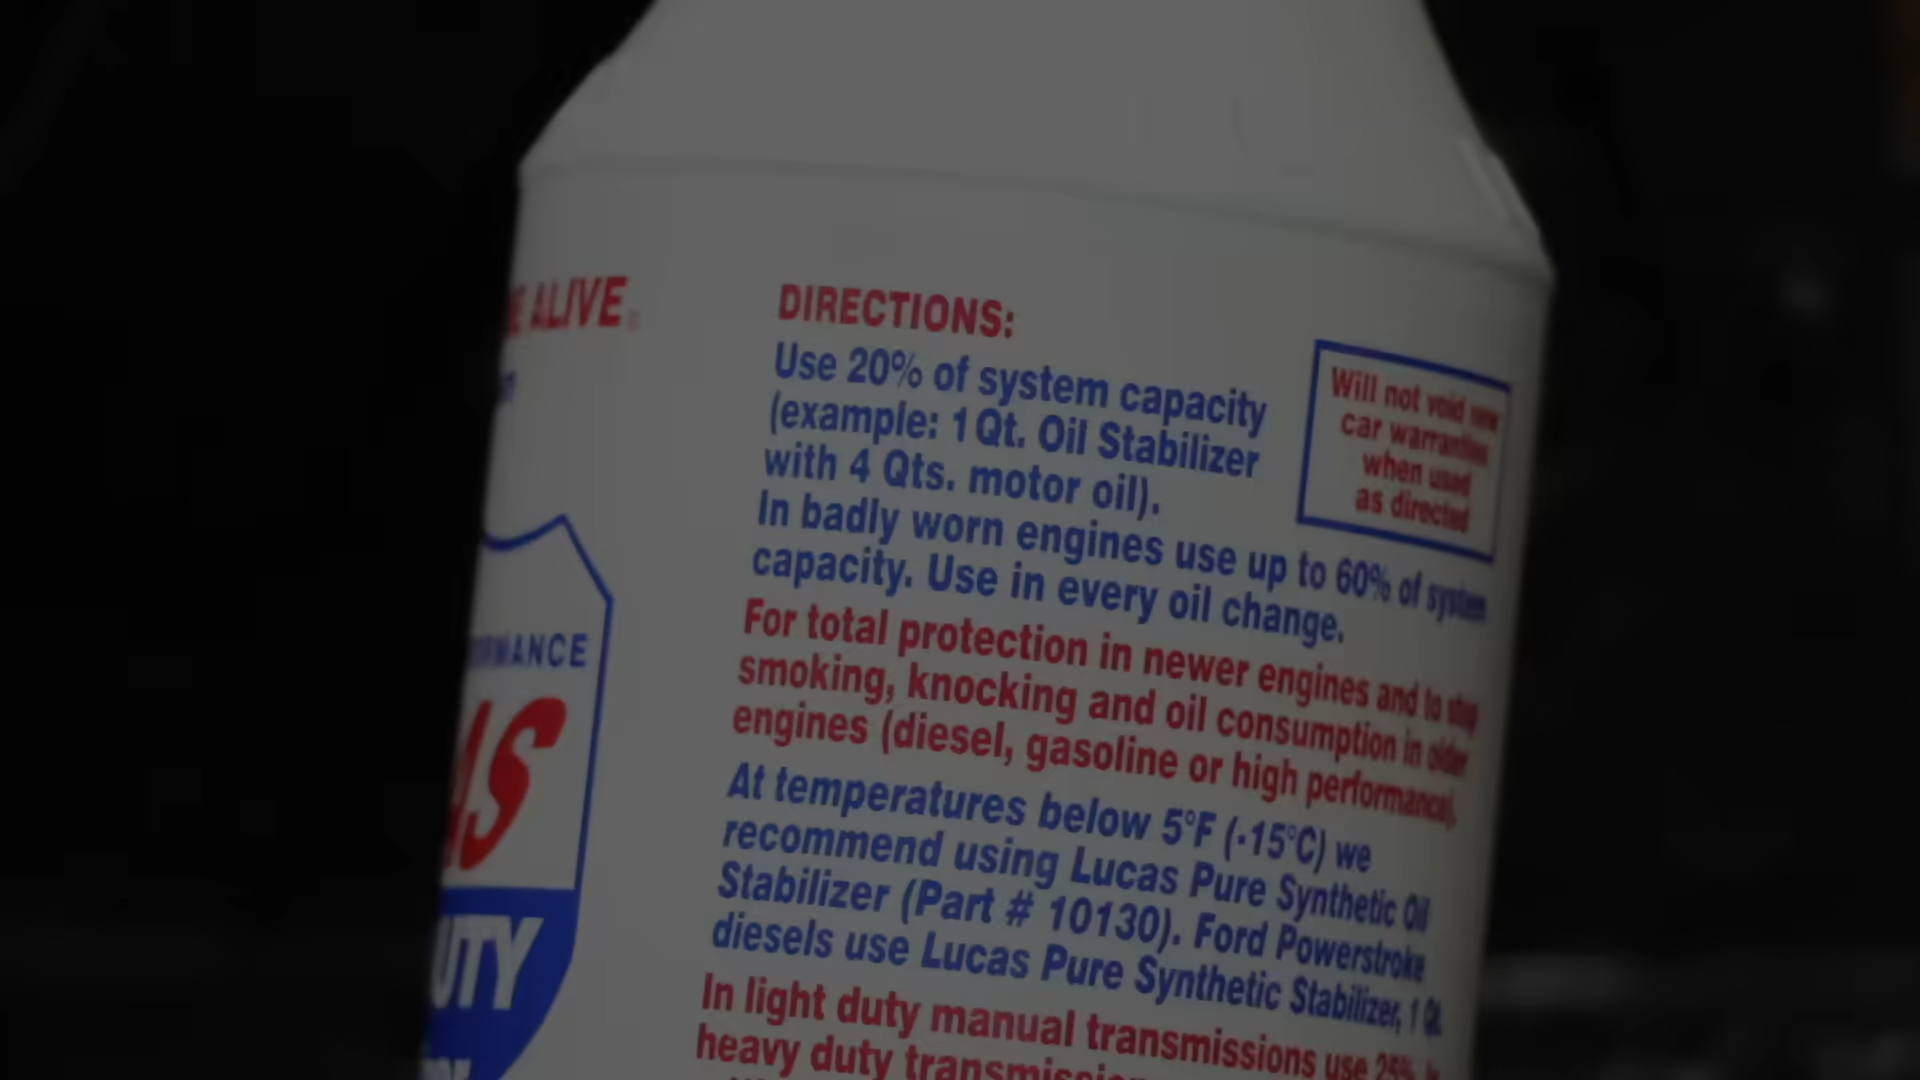 ALIVE
DIRECTIONS:
Use 20% of system capacity
(example: 1 Qt. Oil Stabilizer
with 4 Qts. motor oil).
In badly worn engines use up to 60% of system
capacity. Use in every oil change.
Will not void new
car warranties
when used
as directed
For total protection in newer engines and to stop
smoking, knocking and oil consumption in older
engines (diesel, gasoline or high performance).
At temperatures below 5°F (-15°C) we
recommend using Lucas Pure Synthetic Oil
Stabilizer (Part # 10130). Ford Powerstroke
diesels use Lucas Pure Synthetic Stabilizer, 1 Qt.
In light duty manual transmissions use 25%
heavy duty
RMANCE
AS
UTY